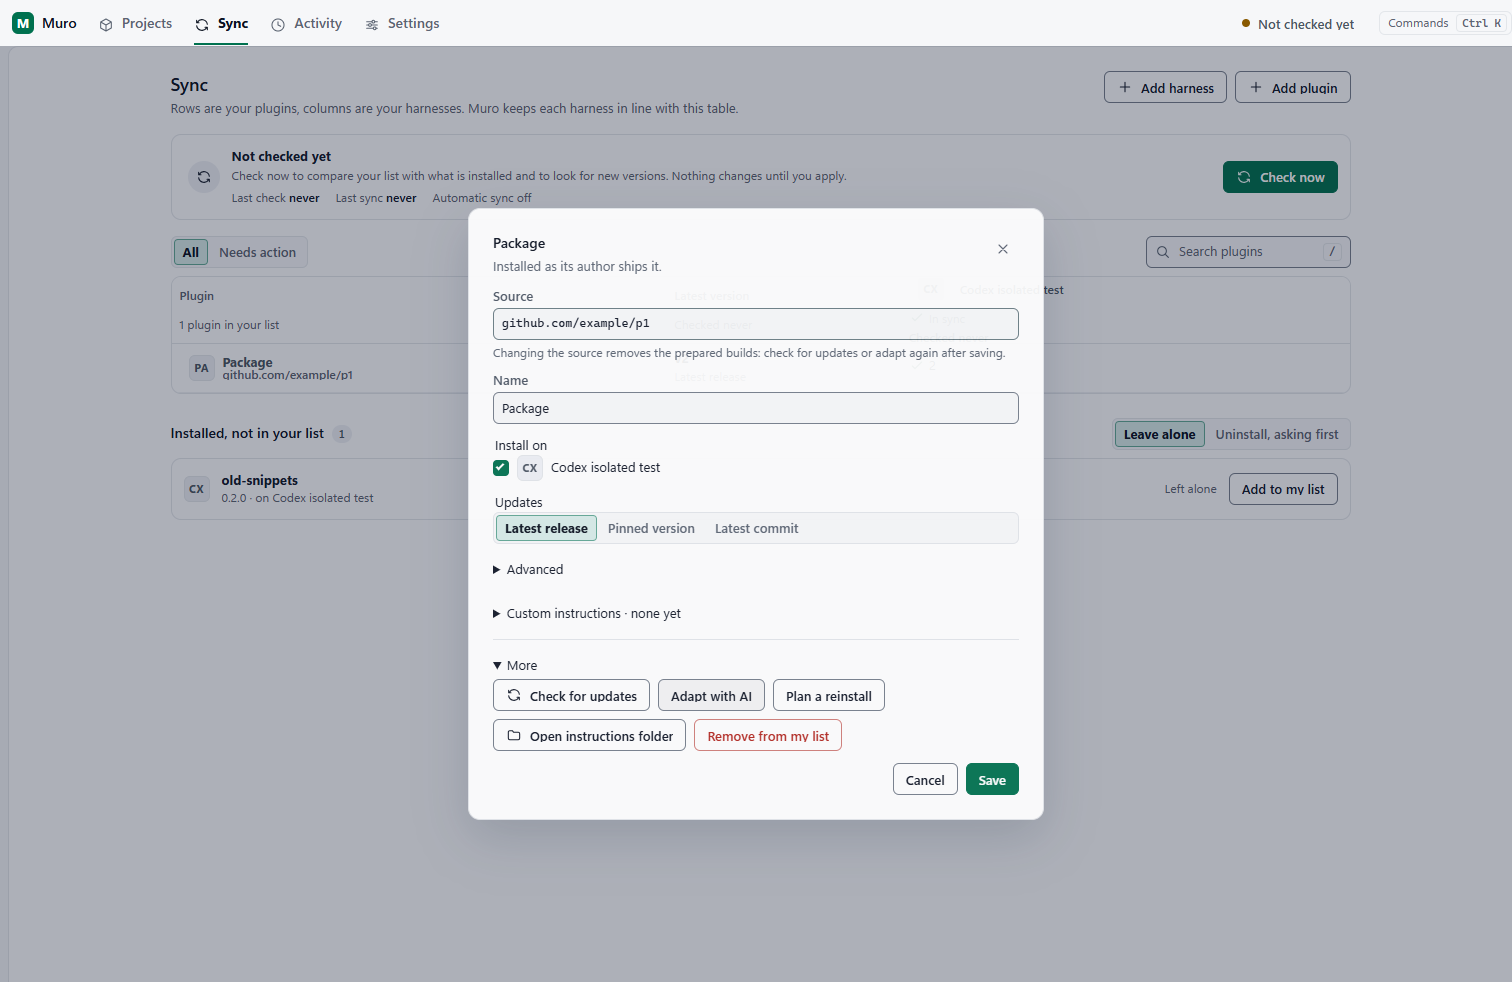 M Muro Projects Sync Activity Settings Not checked yet Commands Ctrl K
Sync
Rows are your plugins, columns are your harnesses. Muro keeps each harness in line with this table.
Add harness Add plugin
Not checked yet
Check now to compare your list with what is installed and to look for new versions. Nothing changes until you apply.
Last check never Last sync never Automatic sync off
Check now
All Needs action
Search plugins /
Plugin
CX Codex isolated test
1 plugin in your list
PA Package
github.com/example/p1
Latest version
Checked never
Latest release
Installed, not in your list 1
Leave alone Uninstall, asking first
CX old-snippets
0.2.0 · on Codex isolated test
Left alone Add to my list
Package
Installed as its author ships it.
Source
github.com/example/p1
Changing the source removes the prepared builds: check for updates or adapt again after saving.
Name
Package
Install on
CX Codex isolated test
Updates
Latest release Pinned version Latest commit
Advanced
Custom instructions · none yet
More
Check for updates Adapt with AI Plan a reinstall
Open instructions folder Remove from my list
Cancel Save